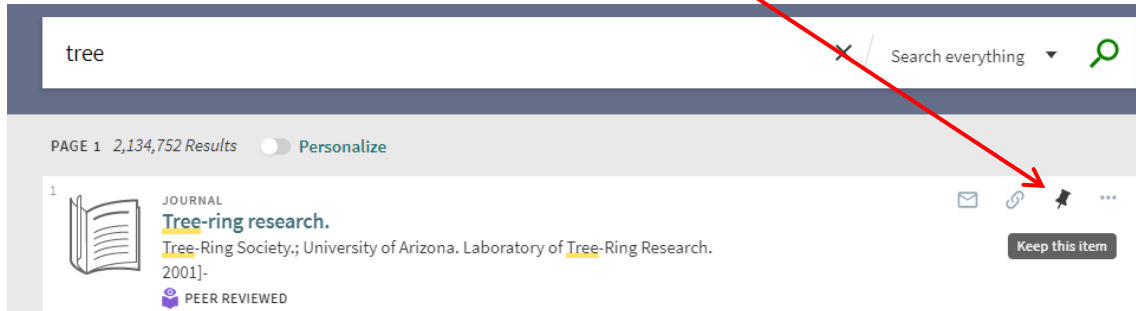 tree
Search everything
PAGE 1 2,134,752 Results Personalize
1
JOURNAL
Tree-ring research.
Tree-Ring Society.; University of Arizona. Laboratory of Tree-Ring Research.
2001]-
PEER REVIEWED
Keep this item